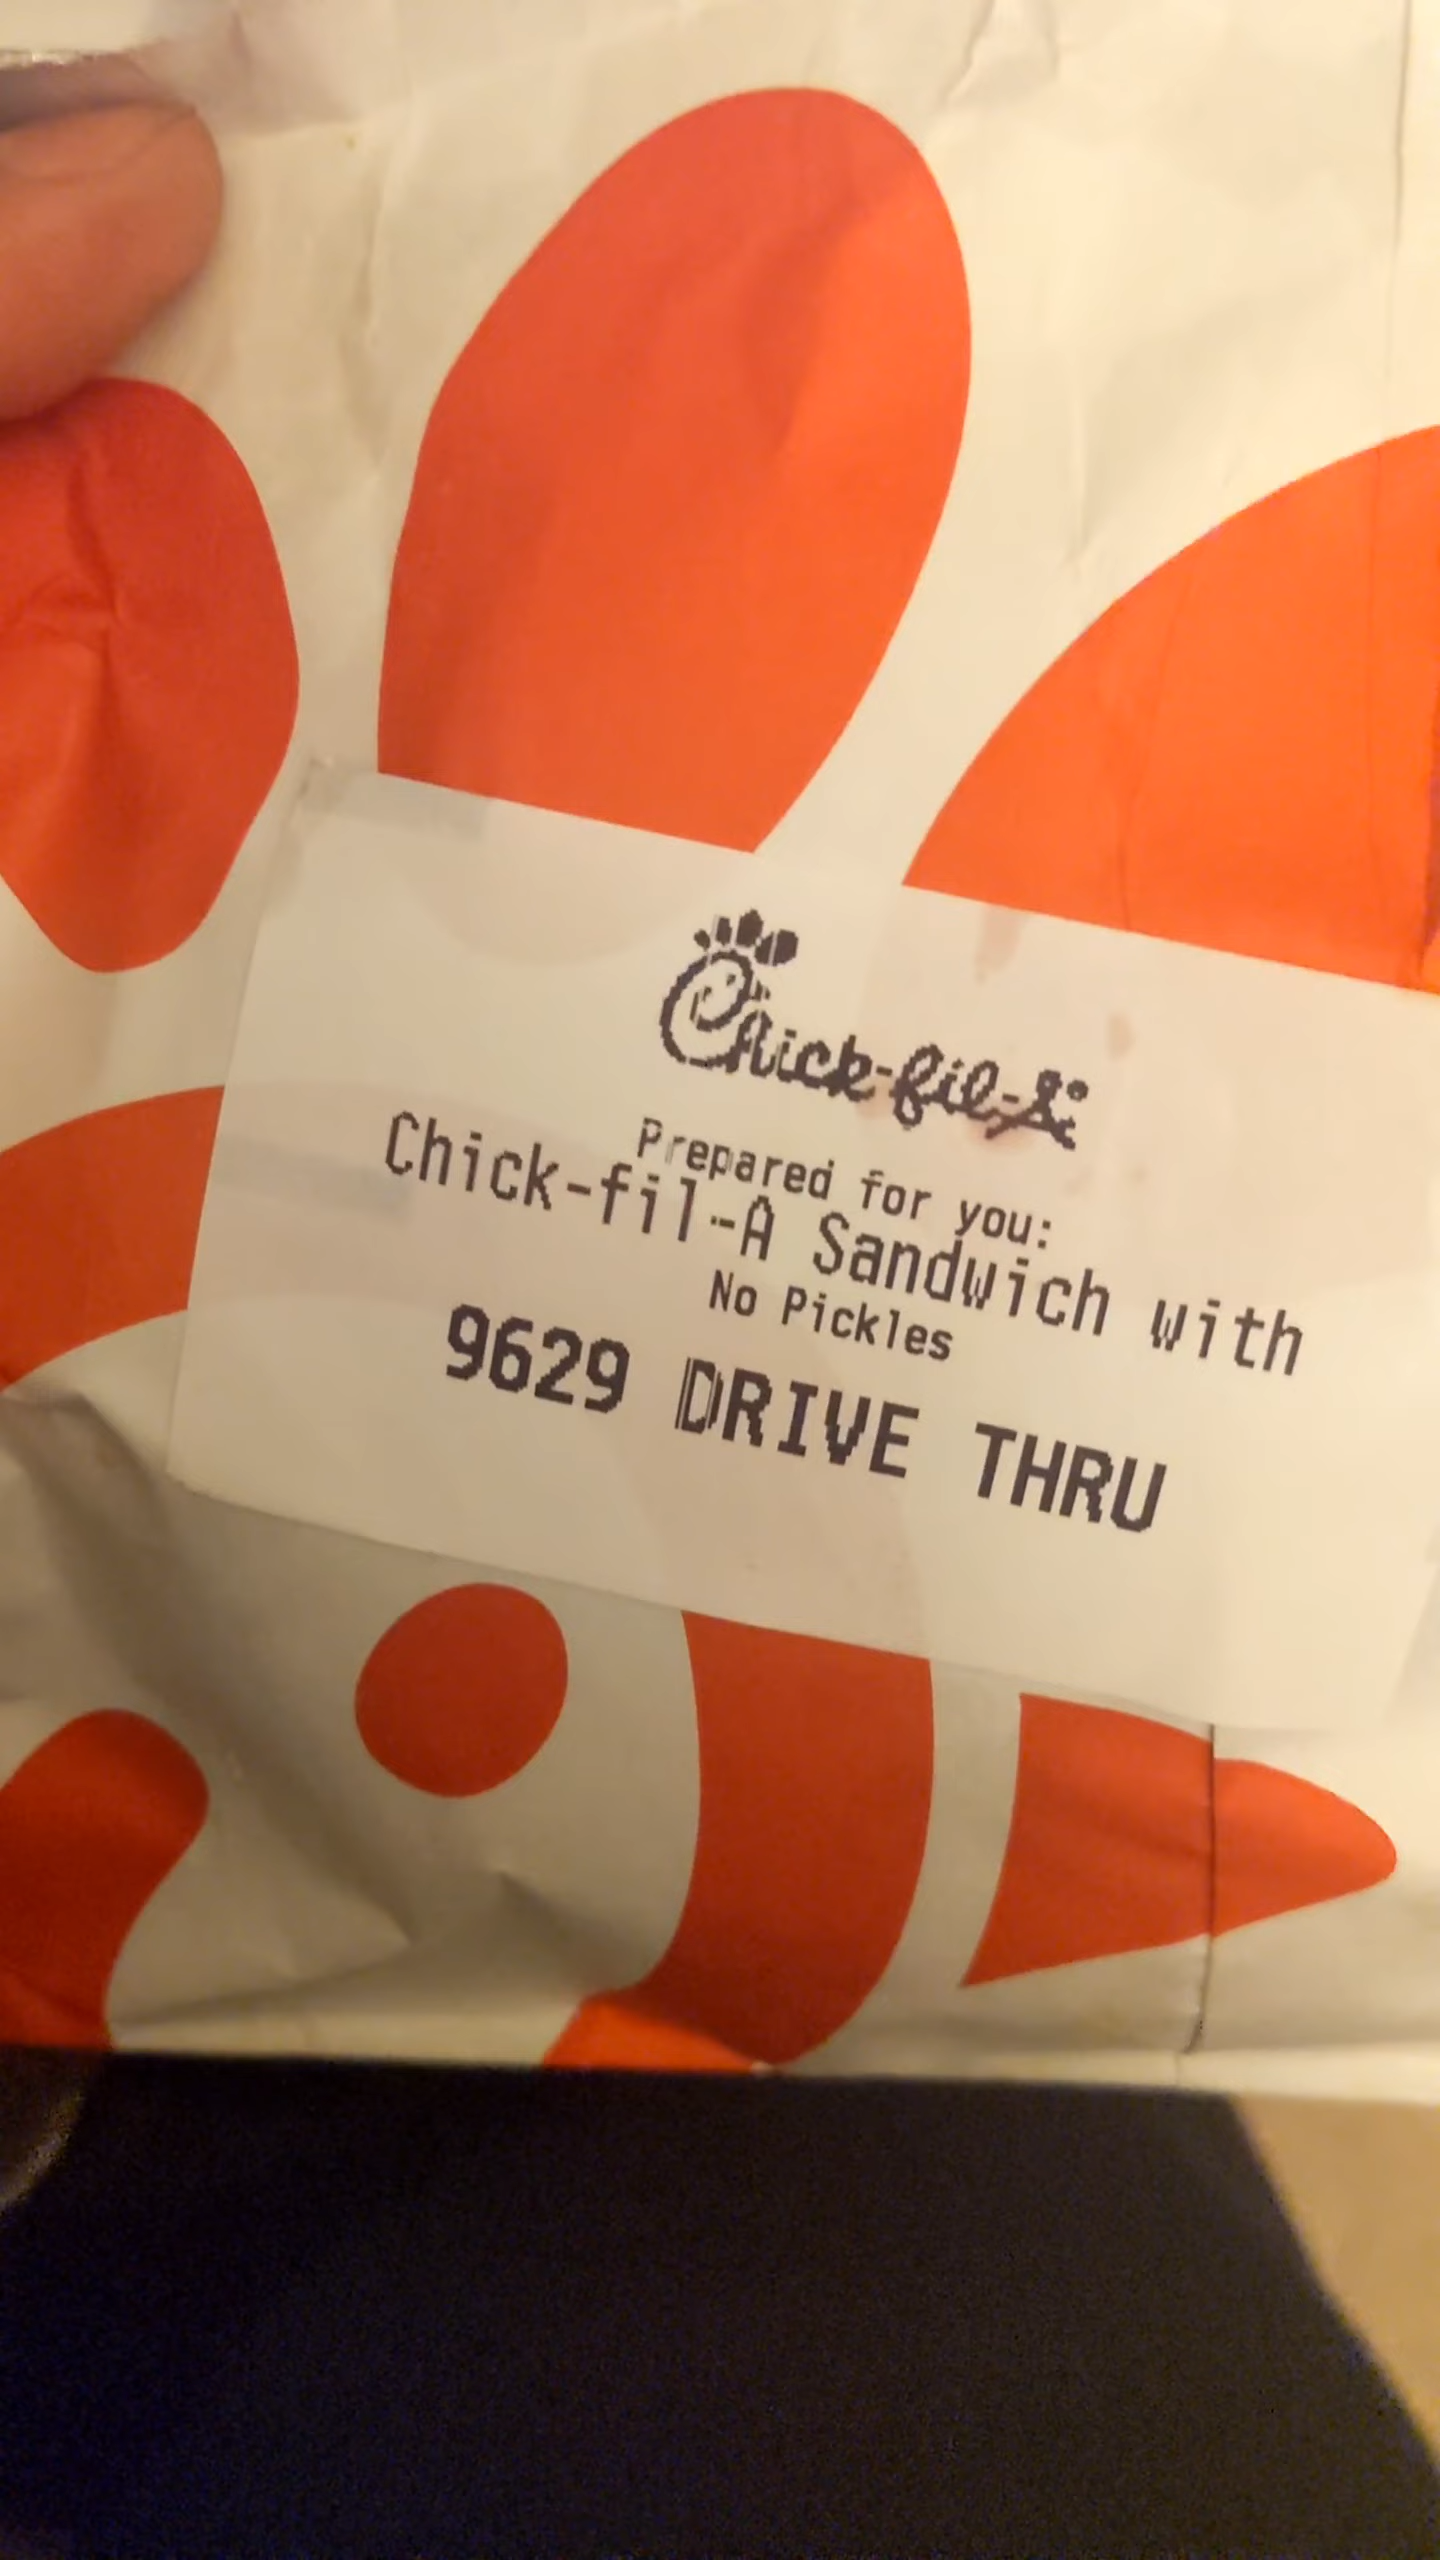 Chick-fil-A
Prepared for you:
Chick-fil-A Sandwich with
No Pickles
9629 DRIVE THRU